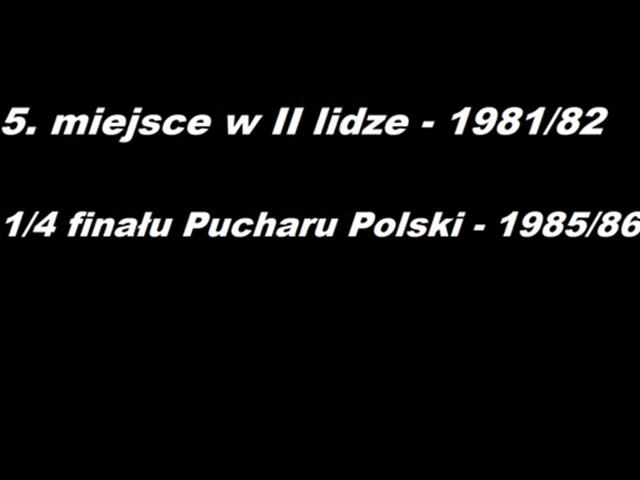 5. miejsce w II lidze - 1981/82
1/4 finału Pucharu Polski - 1985/86